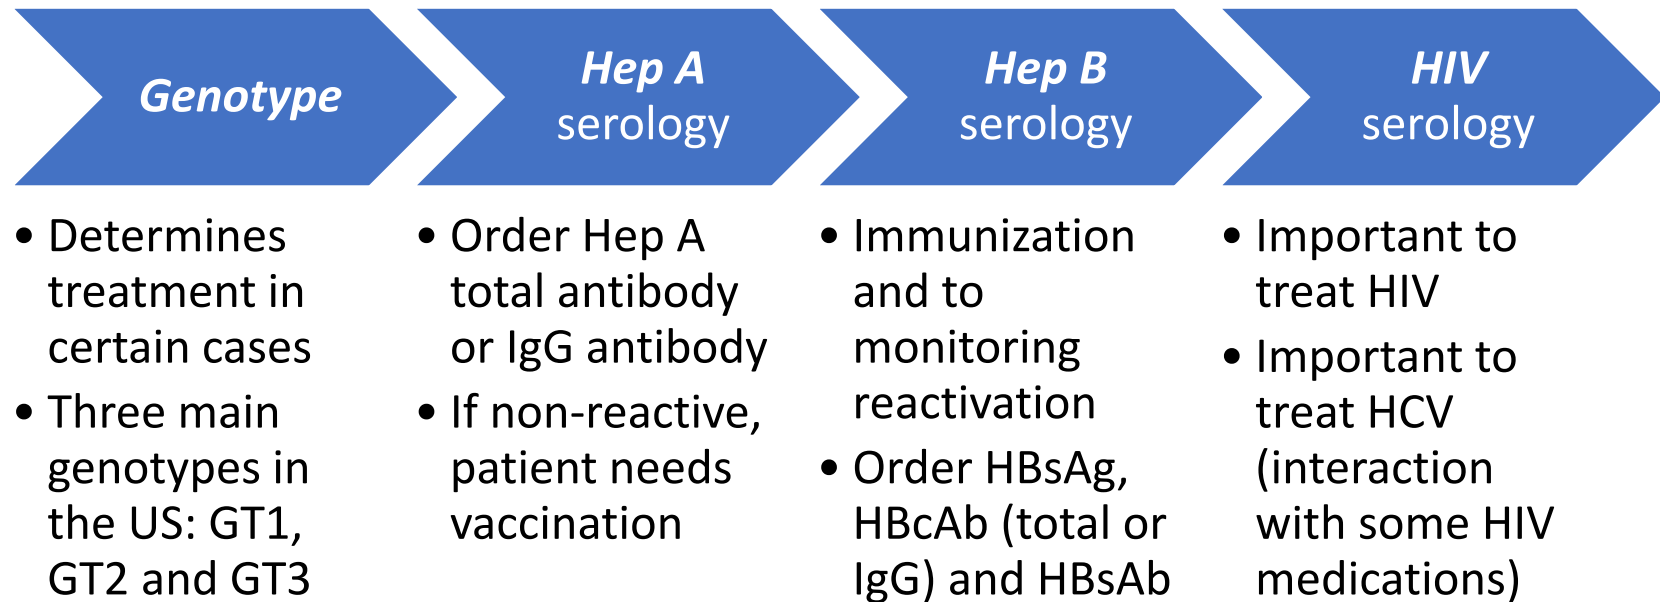 Genotype
• Determines
treatment in
certain cases
• Three main
genotypes in
the US: GT1,
GT2 and GT3
Hep A
serology
• Order Hep A
total antibody
or IgG antibody
• If non-reactive,
patient needs
vaccination
Hep B
serology
• Immunization
and to
monitoring
reactivation
• Order HBsAg,
HBcAb (total or
IgG) and HBsAb
HIV
serology
• Important to
treat HIV
• Important to
treat HCV
(interaction
with some HIV
medications)